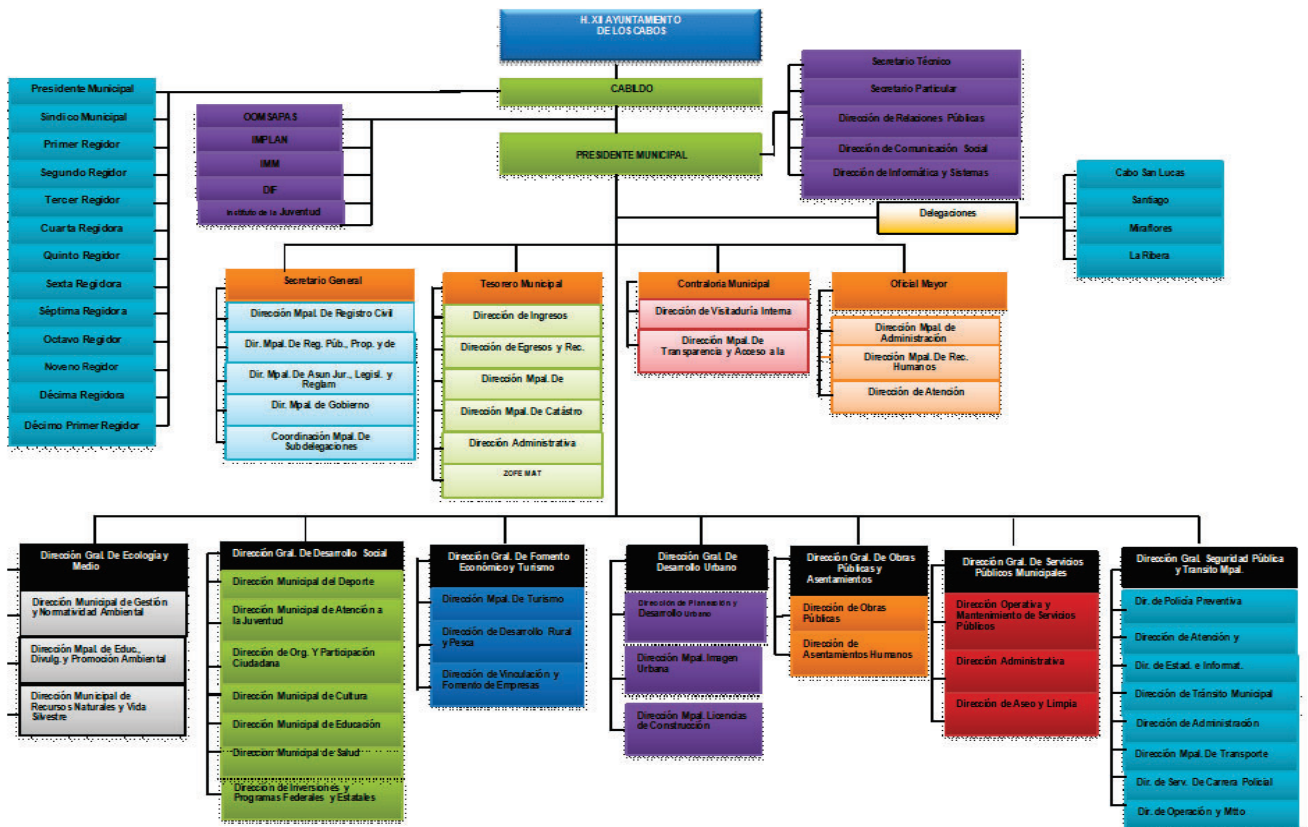 H. XII AYUNTAMIENTO
DE LOS CABOS
CABILDO
PRESIDENTE MUNICIPAL
Presidente Municipal
Sindico Municipal
Primer Regidor
Segundo Regidor
Tercer Regidor
Cuarta Regidora
Quinto Regidor
Sexta Regidora
Séptima Regidora
Octavo Regidor
Noveno Regidor
Décima Regidora
Décimo Primer Regidor
OOMSAPAS
IMPLAN
IMM
DIF
Instituto de la Juventud
Secretario Técnico
Secretario Particular
Dirección de Relaciones Públicas
Dirección de Comunicación Social
Dirección de Informática y Sistemas
Delegaciones
Cabo San Lucas
Santiago
Miraflores
La Ribera
Secretario General
Dirección Mpal. De Registro Civil
Dir. Mpal. De Reg. Púb., Prop. y de
Dir. Mpal. De Asun Jur., Legisl. y
Reglam
Dir. Mpal. de Gobierno
Coordinación Mpal. De
Subdelegaciones
Tesorero Municipal
Dirección de Ingresos
Dirección de Egresos y Rec.
Dirección Mpal. De
Dirección Mpal. De Catástro
Dirección Administrativa
ZOFEMAT
Contraloria Municipal
Dirección de Visitaduría Interna
Dirección Mpal. De
Transparencia y Acceso a la
Oficial Mayor
Dirección Mpal. de
Administración
Dirección Mpal. De Rec.
Humanos
Dirección de Atención
Dirección Gral. De Ecología y
Medio
Dirección Municipal de Gestión
y Normatividad Ambiental
Dirección Mpal. de Educ.,
Divulg. y Promoción Ambiental
Dirección Municipal de
Recursos Naturales y Vida
Silvestre
Dirección Gral. De Desarrollo Social
Dirección Municipal del Deporte
Dirección Municipal de Atención a
la Juventud
Dirección de Org. Y Participación
Ciudadana
Dirección Municipal de Cultura
Dirección Municipal de Educación
Dirección Municipal de Salud
Dirección de Inversiones y
Programas Federales y Estatales
Dirección Gral. De Fomento
Económico y Turismo
Dirección Mpal. De Turismo
Dirección de Desarrollo Rural
y Pesca
Dirección de Vinculación y
Fomento de Empresas
Dirección Gral. De
Desarrollo Urbano
Dirección de Planeación y
Desarrollo Urbano
Dirección Mpal. Imagen
Urbana
Dirección Mpal. Licencias
de Construcción
Dirección Gral. De Obras
Públicas y
Asentamientos
Dirección de Obras
Públicas
Dirección de
Asentamientos Humanos
Dirección Gral. De Servicios
Públicos Municipales
Dirección Operativa y
Mantenimiento de Servicios
Públicos
Dirección Administrativa
Dirección de Aseo y Limpia
Dirección Gral. Seguridad Pública
y Transito Mpal.
Dir. de Policía Preventiva
Dirección de Atención y
Dir. de Estad. e Informat.
Dirección de Tránsito Municipal
Dirección de Administración
Dirección Mpal. De Transporte
Dir. de Serv. De Carrera Policial
Dir. de Operación y Mtto